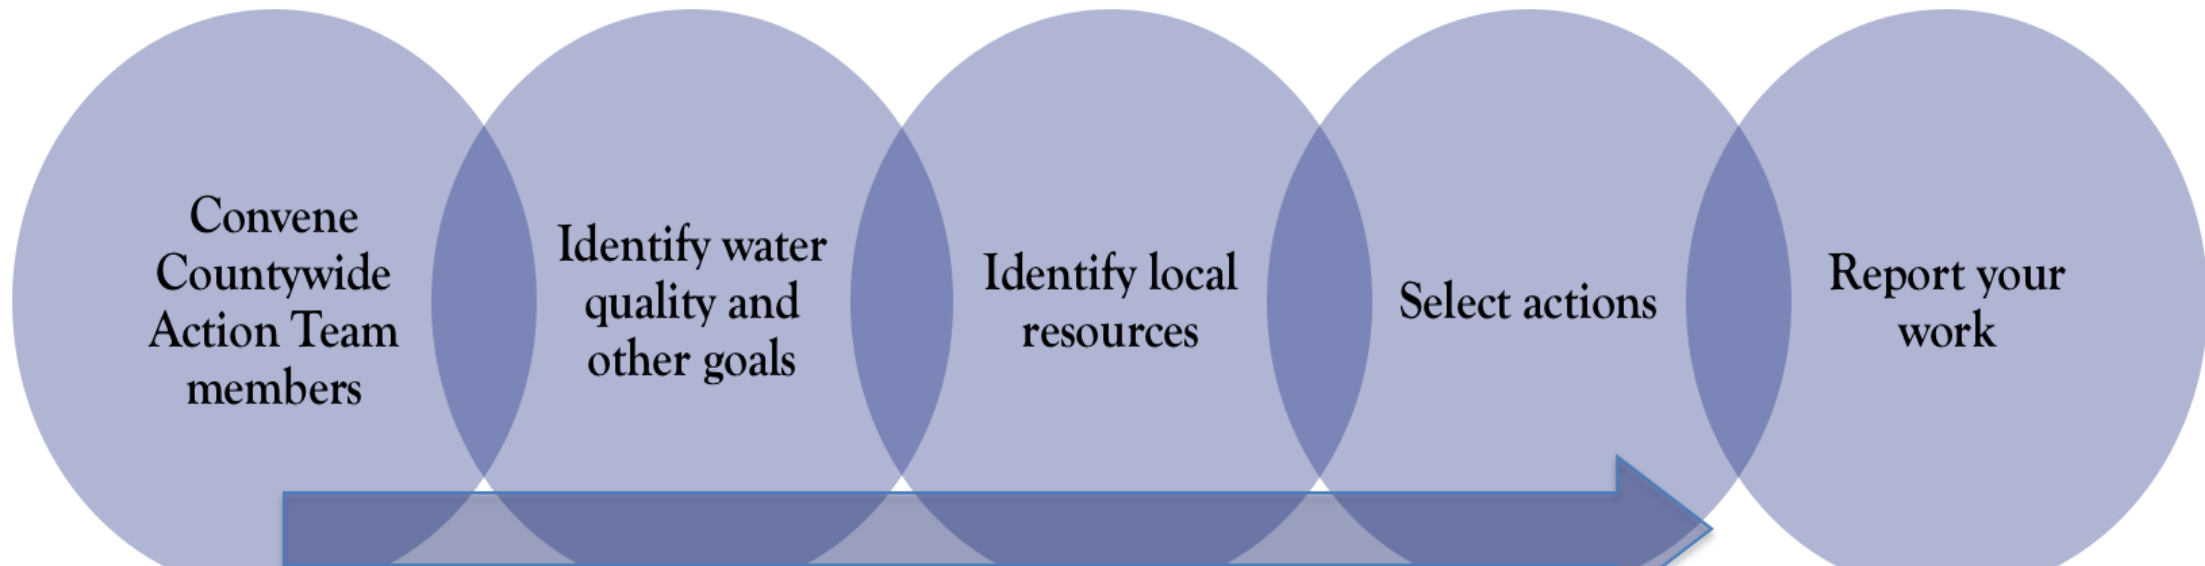 Convene
Countywide
Action Team
members
Identify water
quality and
other goals
Identify local
resources
Select actions
Report your
work